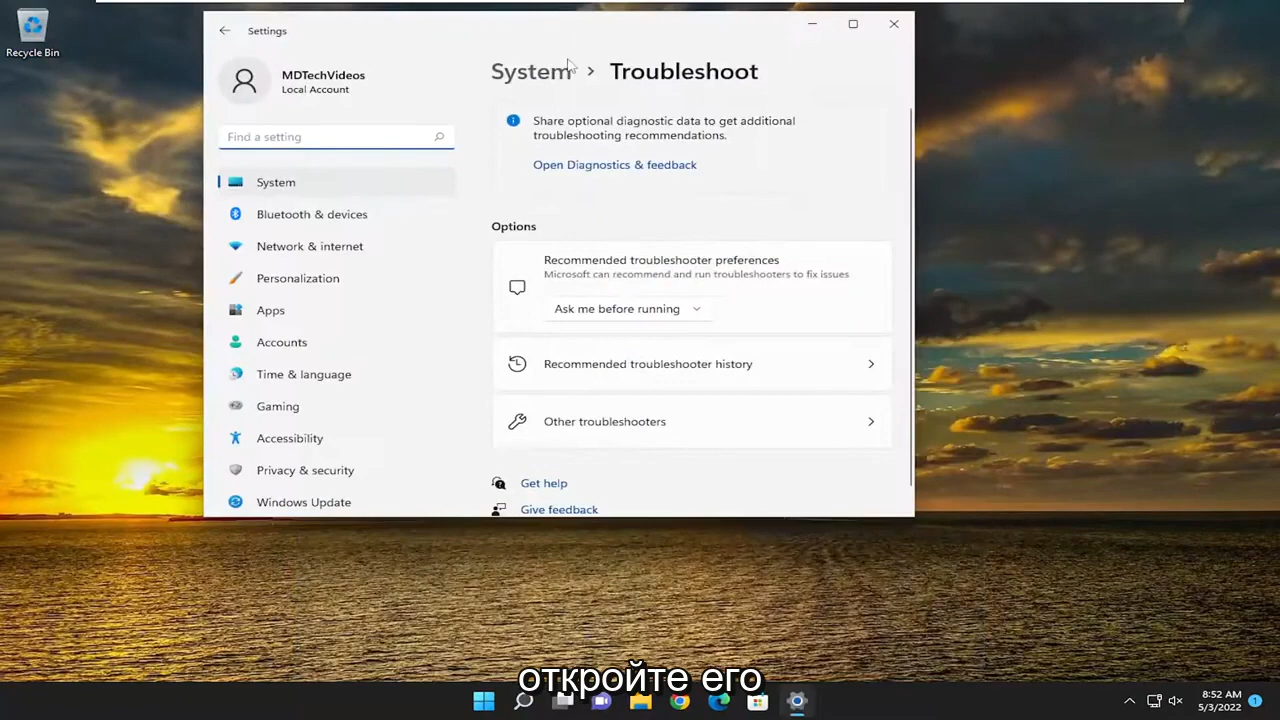 Recycle Bin
Settings
MDTechVideos
Local Account
Find a setting
System
Bluetooth & devices
Network & internet
Personalization
Apps
Accounts
Time & language
Gaming
Accessibility
Privacy & security
Windows Update
System › Troubleshoot
Share optional diagnostic data to get additional
troubleshooting recommendations.
Open Diagnostics & feedback
Options
Recommended troubleshooter preferences
Microsoft can recommend and run troubleshooters to fix issues
Ask me before running
Recommended troubleshooter history
Other troubleshooters
Get help
Give feedback
откройте его
8:52 AM
5/3/2022
1